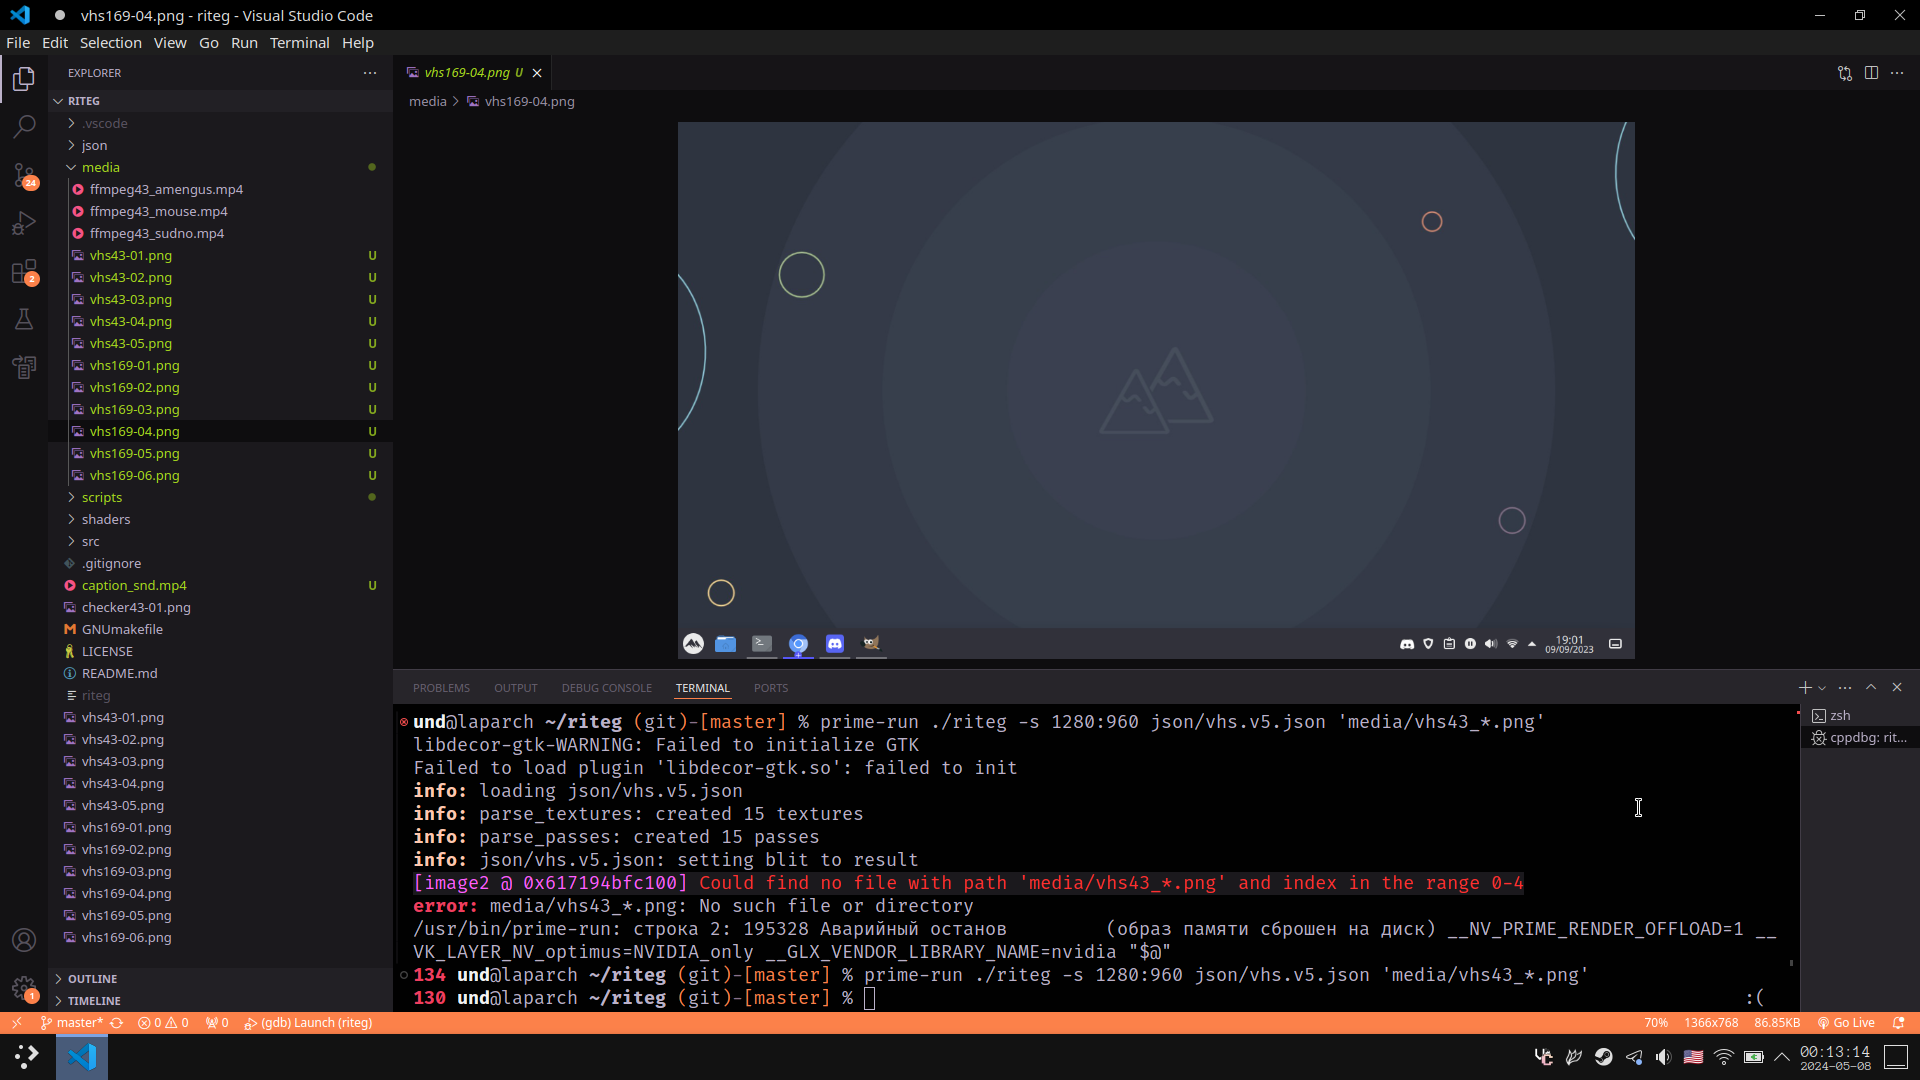 vhs169-04.png - riteg - Visual Studio Code
File Edit Selection View Go Run Terminal Help
EXPLORER
RITEG
.vscode
json
media
ffmpeg43_amengus.mp4
ffmpeg43_mouse.mp4
ffmpeg43_sudno.mp4
vhs43-01.png U
vhs43-02.png U
vhs43-03.png U
vhs43-04.png U
vhs43-05.png U
vhs169-01.png U
vhs169-02.png U
vhs169-03.png U
vhs169-04.png U
vhs169-05.png U
vhs169-06.png U
scripts
shaders
src
.gitignore
caption_snd.mp4 U
checker43-01.png
GNUmakefile
LICENSE
README.md
riteg
vhs43-01.png
vhs43-02.png
vhs43-03.png
vhs43-04.png
vhs43-05.png
vhs169-01.png
vhs169-02.png
vhs169-03.png
vhs169-04.png
vhs169-05.png
vhs169-06.png
OUTLINE
TIMELINE
24
2
1
vhs169-04.png U
media > vhs169-04.png
19:01
09/09/2023
PROBLEMS OUTPUT DEBUG CONSOLE TERMINAL PORTS
und@laparch ~/riteg (git)-[master] % prime-run ./riteg -s 1280:960 json/vhs.v5.json 'media/vhs43_*.png'
libdecor-gtk-WARNING: Failed to initialize GTK
Failed to load plugin 'libdecor-gtk.so': failed to init
info: loading json/vhs.v5.json
info: parse_textures: created 15 textures
info: parse_passes: created 15 passes
info: json/vhs.v5.json: setting blit to result
[image2 @ 0x617194bfc100] Could find no file with path 'media/vhs43_*.png' and index in the range 0-4
error: media/vhs43_*.png: No such file or directory
/usr/bin/prime-run: строка 2: 195328 Аварийный останов (образ памяти сброшен на диск) __NV_PRIME_RENDER_OFFLOAD=1 __
VK_LAYER_NV_optimus=NVIDIA_only __GLX_VENDOR_LIBRARY_NAME=nvidia "$@"
134 und@laparch ~/riteg (git)-[master] % prime-run ./riteg -s 1280:960 json/vhs.v5.json 'media/vhs43_*.png'
130 und@laparch ~/riteg (git)-[master] % :(
zsh
cppdbg: rit...
master* 0 0 0 (gdb) Launch (riteg) 70% 1366x768 86.85KB Go Live
00:13:14
2024-05-08